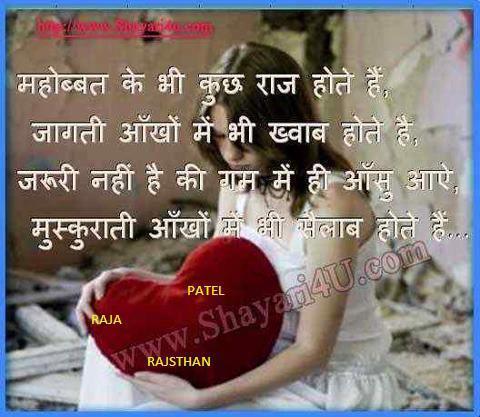 http://www.Shayari4u.com
महोब्बत के भी कुछ राज होते हैं,
जागती आँखों में भी ख्वाब होते है,
जरूरी नहीं है की गम में ही आँसु आऐ,
मुस्कुराती आँखों में भी सैलाब होते हैं...
PATEL
RAJA
www.Shayari4U.com
RAJSTHAN